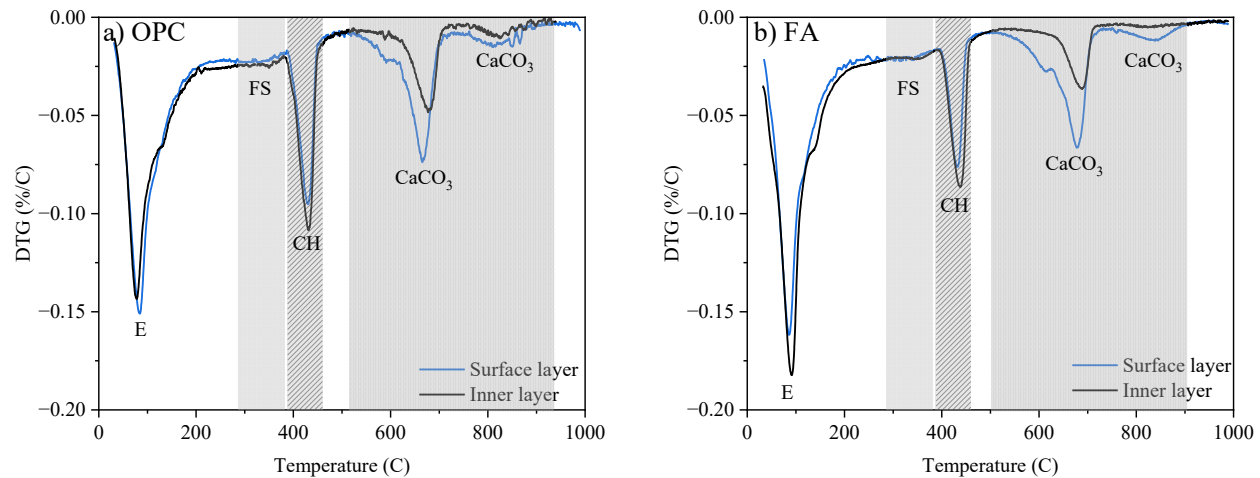 a) OPC
0.00
−0.05
−0.10
−0.15
−0.20
DTG (%/C)
FS
CaCO₃
CaCO₃
CH
E
Surface layer
Inner layer
0
200
400
600
800
1000
Temperature (C)
b) FA
0.00
−0.05
−0.10
−0.15
−0.20
DTG (%/C)
FS
CaCO₃
CaCO₃
CH
E
Surface layer
Inner layer
0
200
400
600
800
1000
Temperature (C)